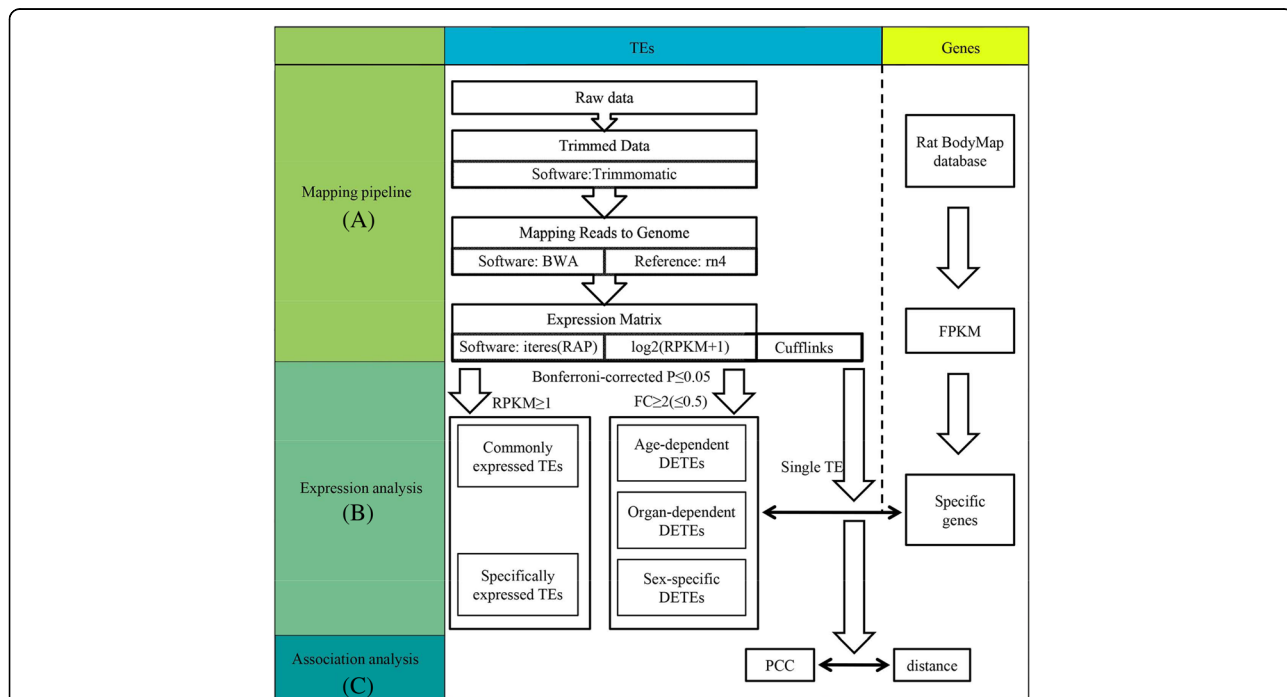 TEs
Genes
Mapping pipeline
(A)
Raw data
Trimmed Data
Software:Trimmomatic
Mapping Reads to Genome
Software: BWA
Reference: rn4
Expression Matrix
Software: iteres(RAP)
log2(RPKM+1)
Cufflinks
Rat BodyMap
database
FPKM
Expression analysis
(B)
Bonferroni-corrected P≤0.05
RPKM≥1
FC≥2(≤0.5)
Commonly
expressed TEs
Specifically
expressed TEs
Age-dependent
DETEs
Organ-dependent
DETEs
Sex-specific
DETEs
Single TE
Specific
genes
Association analysis
(C)
PCC
distance